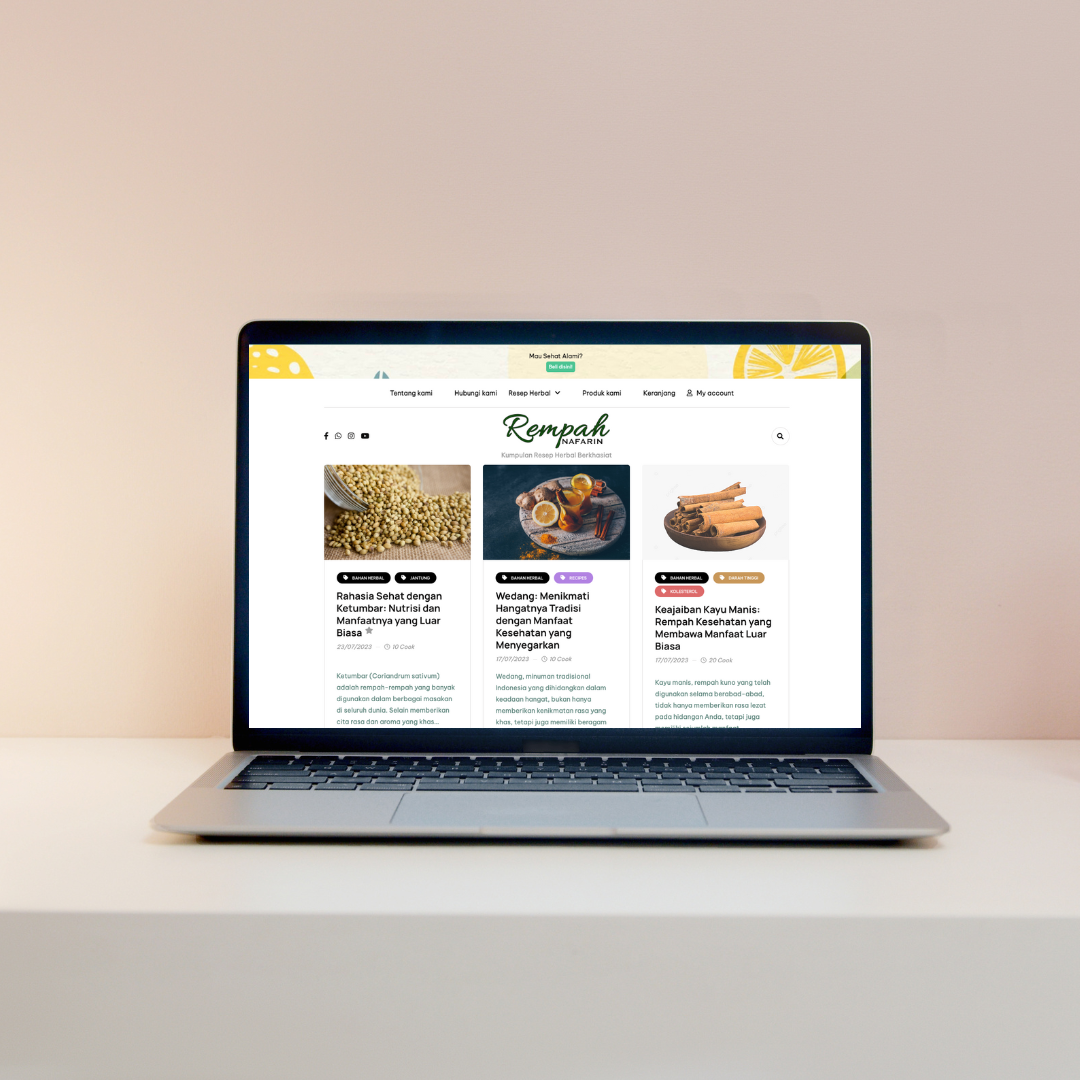 Mau Sehat Alami?
Beli disini!
Tentang kami Hubungi kami Resep Herbal Produk kami Keranjang My account
Rempah
NAFARIN
Kumpulan Resep Herbal Berkhasiat
BAHAN HERBAL JANTUNG
Rahasia Sehat dengan
Ketumbar: Nutrisi dan
Manfaatnya yang Luar
Biasa
23/07/2023 10 Cook
Ketumbar (Coriandrum sativum)
adalah rempah-rempah yang banyak
digunakan dalam berbagai masakan
di seluruh dunia. Selain memberikan
cita rasa dan aroma yang khas...
BAHAN HERBAL RECIPES
Wedang: Menikmati
Hangatnya Tradisi
dengan Manfaat
Kesehatan yang
Menyegarkan
17/07/2023 10 Cook
Wedang, minuman tradisional
Indonesia yang dihidangkan dalam
keadaan hangat, bukan hanya
memberikan kenikmatan rasa yang
khas, tetapi juga memiliki beragam
BAHAN HERBAL DARAH TINGGI
KOLESTEROL
Keajaiban Kayu Manis:
Rempah Kesehatan yang
Membawa Manfaat Luar
Biasa
17/07/2023 20 Cook
Kayu manis, rempah kuno yang telah
digunakan selama berabad-abad,
tidak hanya memberikan rasa lezat
pada hidangan Anda, tetapi juga
memiliki sejumlah manfaat